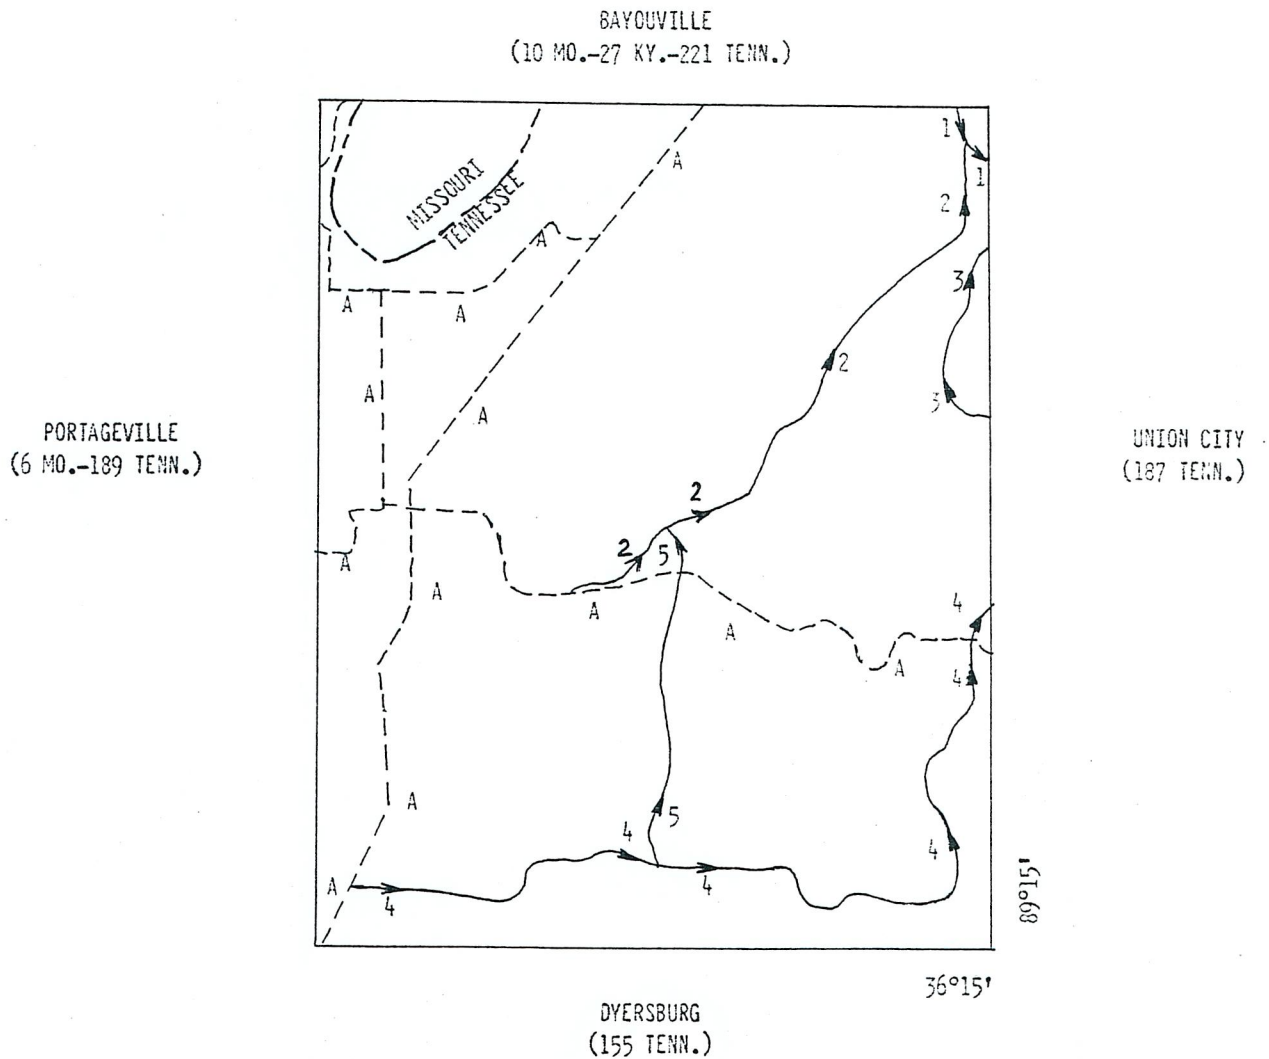 BAYOUVILLE
(10 MO.-27 KY.-221 TENN.)
1
1
A
MISSOURI
TENNESSEE
2
A
3
A
A
2
A
3
A
PORTAGEVILLE
(6 MO.-189 TENN.)
UNION CITY
(187 TENN.)
2
2
5
A
A
A
4
A
A
4
A
5
4
4
A
4
4
89°15'
36°15'
DYERSBURG
(155 TENN.)